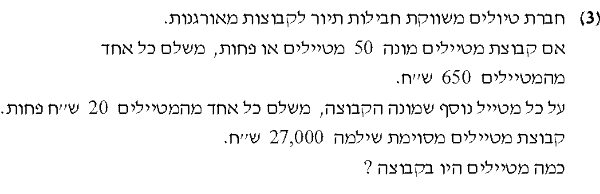 (3) חברת טיולים משווקת חבילות תיור לקבוצות מאורגנות.
אם קבוצת מטיילים מונה 50 מטיילים או פחות, משלם כל אחד
מהמטיילים 650 ש"ח.
על כל מטייל נוסף שמונה הקבוצה, משלם כל אחד מהמטיילים 20 ש"ח פחות.
קבוצת מטיילים מסוימת שילמה 27,000 ש"ח.
כמה מטיילים היו בקבוצה ?